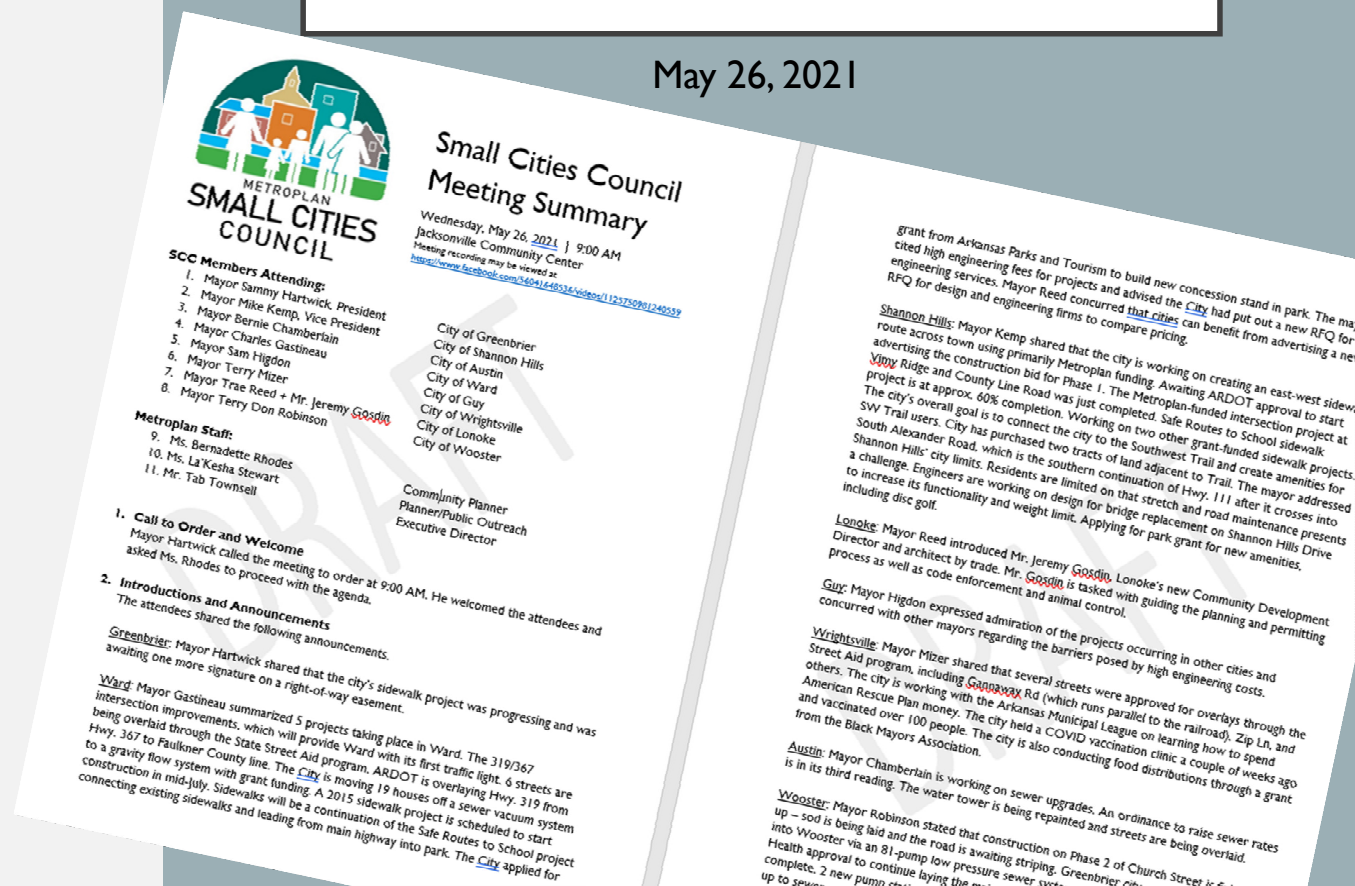 May 26, 2021
METROPLAN
SMALL CITIES
COUNCIL
Small Cities Council
Meeting Summary
Wednesday, May 26, 2021 | 9:00 AM
Jacksonville Community Center
Meeting recording may be viewed at
https://www.facebook.com/56041648536/videos/1125750981240559
SCC Members Attending:
1. Mayor Sammy Hartwick, President
2. Mayor Mike Kemp, Vice President
3. Mayor Bernie Chamberlain
4. Mayor Charles Gastineau
5. Mayor Sam Higdon
6. Mayor Terry Mizer
7. Mayor Trae Reed + Mr. Jeremy Gosdin
8. Mayor Terry Don Robinson
City of Greenbrier
City of Shannon Hills
City of Austin
City of Ward
City of Guy
City of Wrightsville
City of Lonoke
City of Wooster
Metroplan Staff:
9. Ms. Bernadette Rhodes
10. Ms. La'Kesha Stewart
11. Mr. Tab Townsell
Community Planner
Planner/Public Outreach
Executive Director
1. Call to Order and Welcome
Mayor Hartwick called the meeting to order at 9:00 AM. He welcomed the attendees and
asked Ms. Rhodes to proceed with the agenda.
2. Introductions and Announcements
The attendees shared the following announcements.
Greenbrier: Mayor Hartwick shared that the city's sidewalk project was progressing and was
awaiting one more signature on a right-of-way easement.
Ward: Mayor Gastineau summarized 5 projects taking place in Ward. The 319/367
intersection improvements, which will provide Ward with its first traffic light. 6 streets are
being overlaid through the State Street Aid program, ARDOT is overlaying Hwy. 319 from
Hwy. 367 to Faulkner County line. The City is moving 19 houses off a sewer vacuum system
to a gravity flow system with grant funding. A 2015 sidewalk project is scheduled to start
construction in mid-July. Sidewalks will be a continuation of the Safe Routes to School project
connecting existing sidewalks and leading from main highway into park. The City applied for
DRAFT
grant from Arkansas Parks and Tourism to build new concession stand in park. The may
cited high engineering fees for projects and advised the City had put out a new RFQ for
engineering services. Mayor Reed concurred that cities can benefit from advertising a new
RFQ for design and engineering firms to compare pricing.
Shannon Hills: Mayor Kemp shared that the city is working on creating an east-west sidewa
route across town using primarily Metroplan funding. Awaiting ARDOT approval to start
advertising the construction bid for Phase 1. The Metroplan-funded intersection project at
Vimy Ridge and County Line Road was just completed. Safe Routes to School sidewalk
project is at approx. 60% completion. Working on two other grant-funded sidewalk projects.
The city's overall goal is to connect the city to the Southwest Trail and create amenities for
SW Trail users. City has purchased two tracts of land adjacent to Trail. The mayor addressed
South Alexander Road, which is the southern continuation of Hwy. 111 after it crosses into
Shannon Hills' city limits. Residents are limited on that stretch and road maintenance presents
a challenge. Engineers are working on design for bridge replacement on Shannon Hills Drive
to increase its functionality and weight limit. Applying for park grant for new amenities,
including disc golf.
Lonoke: Mayor Reed introduced Mr. Jeremy Gosdin, Lonoke's new Community Development
Director and architect by trade. Mr. Gosdin is tasked with guiding the planning and permitting
process as well as code enforcement and animal control.
Guy: Mayor Higdon expressed admiration of the projects occurring in other cities and
concurred with other mayors regarding the barriers posed by high engineering costs.
Wrightsville: Mayor Mizer shared that several streets were approved for overlays through the
Street Aid program, including Gannaway Rd (which runs parallel to the railroad), Zip Ln, and
others. The city is working with the Arkansas Municipal League on learning how to spend
American Rescue Plan money. The city held a COVID vaccination clinic a couple of weeks ago
and vaccinated over 100 people. The city is also conducting food distributions through a grant
from the Black Mayors Association.
Austin: Mayor Chamberlain is working on sewer upgrades. An ordinance to raise sewer rates
is in its third reading. The water tower is being repainted and streets are being overlaid.
Wooster: Mayor Robinson stated that construction on Phase 2 of Church Street is
up – sod is being laid and the road is awaiting striping. Greenbrier
into Wooster via an 81-pump low pressure sewer
Health approval to continue laying the
complete, 2 new pump
up to
DRAFT